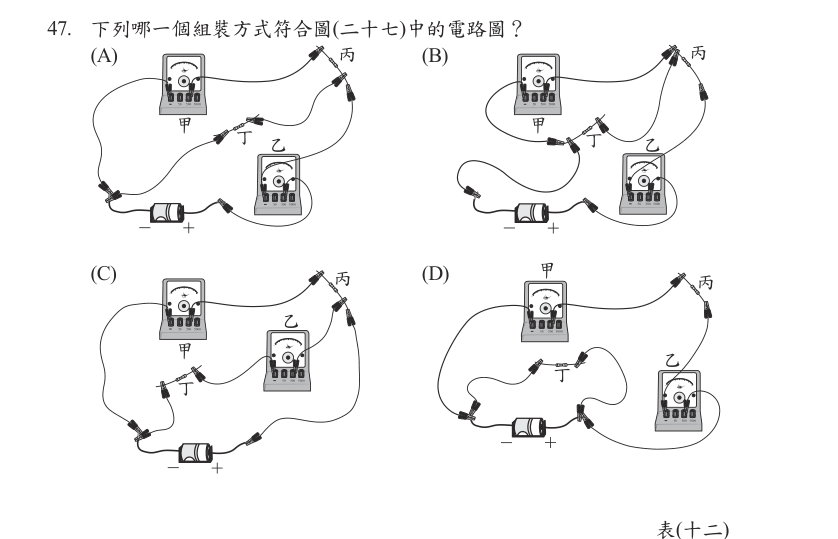 47. 下列哪一個組裝方式符合圖(二十七)中的電路圖？
(A)
丙
甲
丁
乙
− +
(B)
丙
甲
丁
乙
− +
(C)
丙
甲
乙
丁
− +
(D)
甲
丙
乙
丁
− +
表(十二)